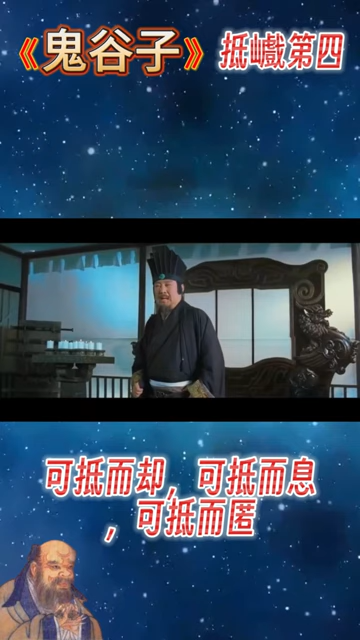 《鬼谷子》 抵巇第四
可抵而却，可抵而息
，可抵而匿